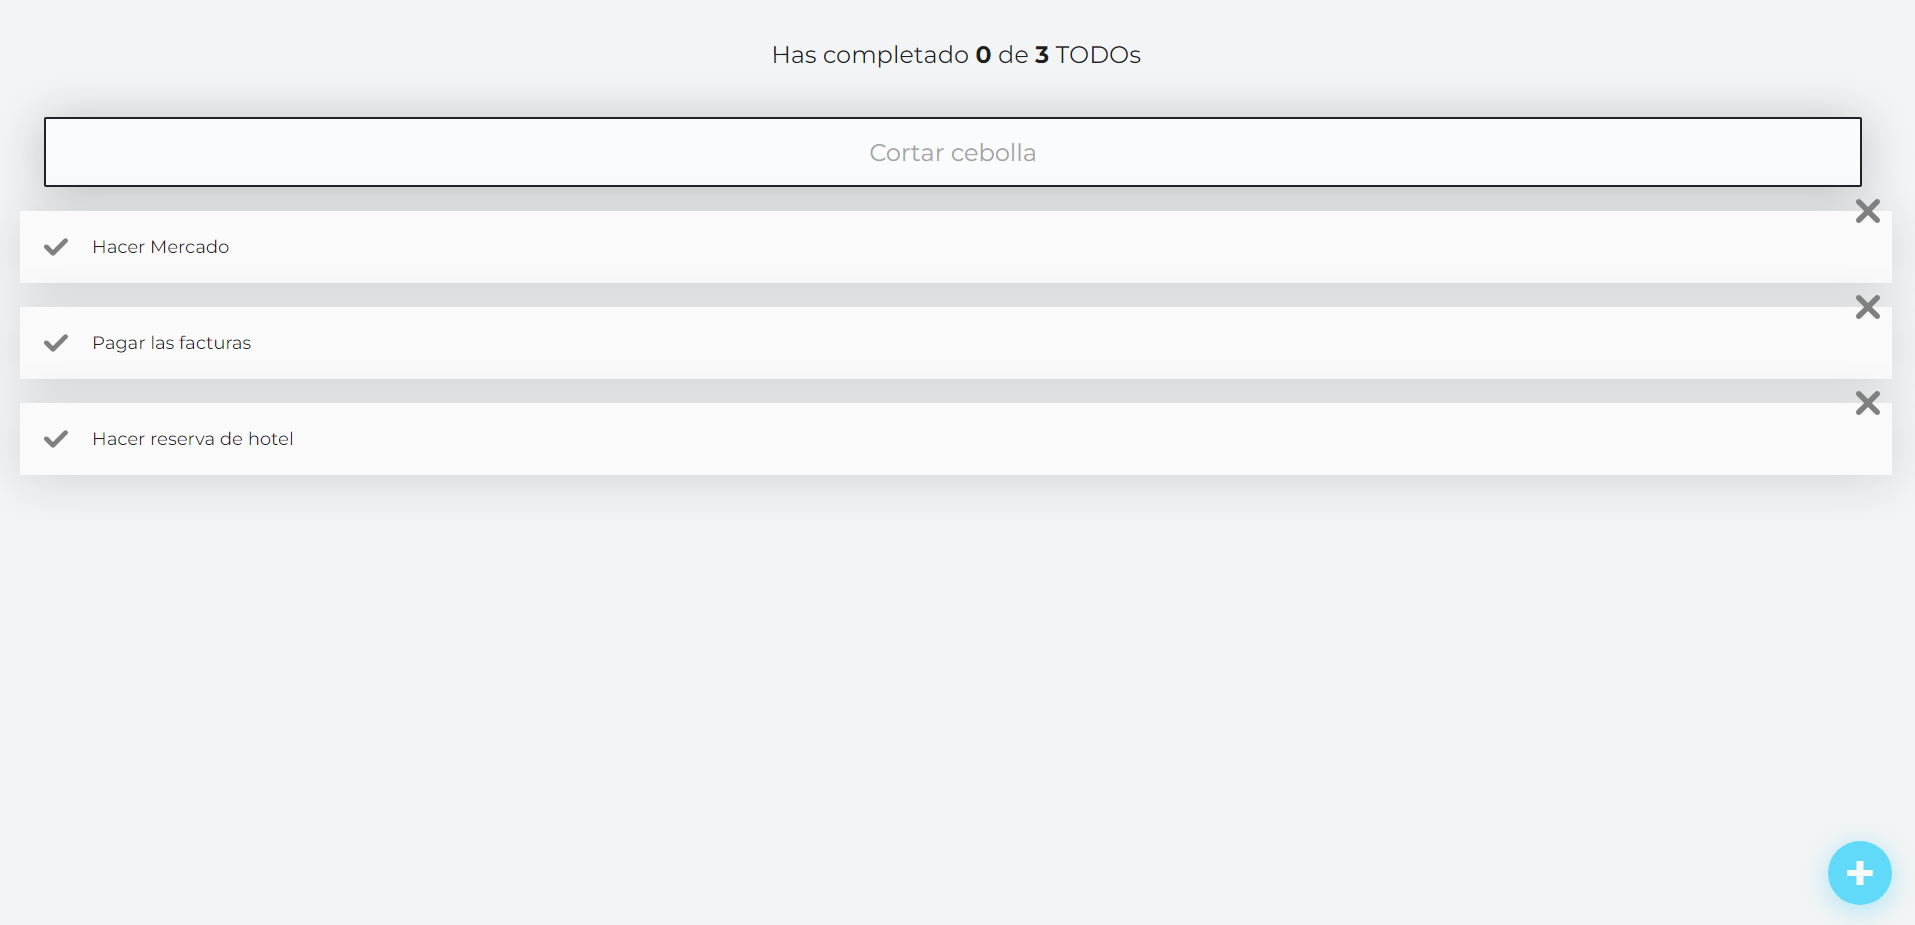 Has completado 0 de 3 TODOs
Cortar cebolla
Hacer Mercado
Pagar las facturas
Hacer reserva de hotel